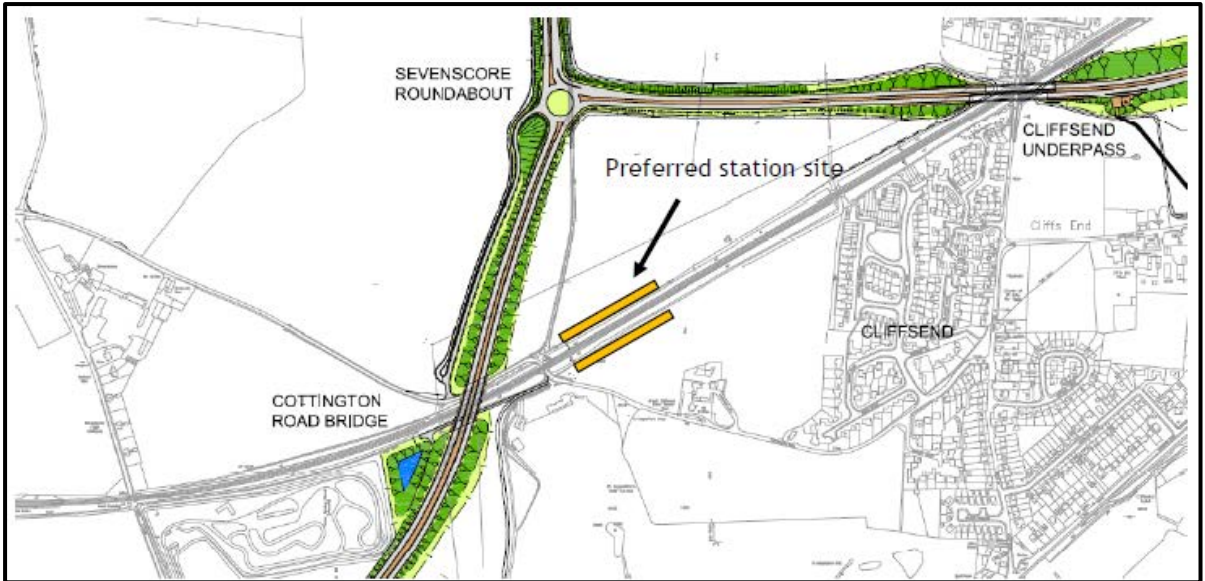 SEVENSCORE
ROUNDABOUT
Preferred station site
CLIFFSEND
UNDERPASS
Cliffs End
CLIFFSEND
COTTINGTON
ROAD BRIDGE